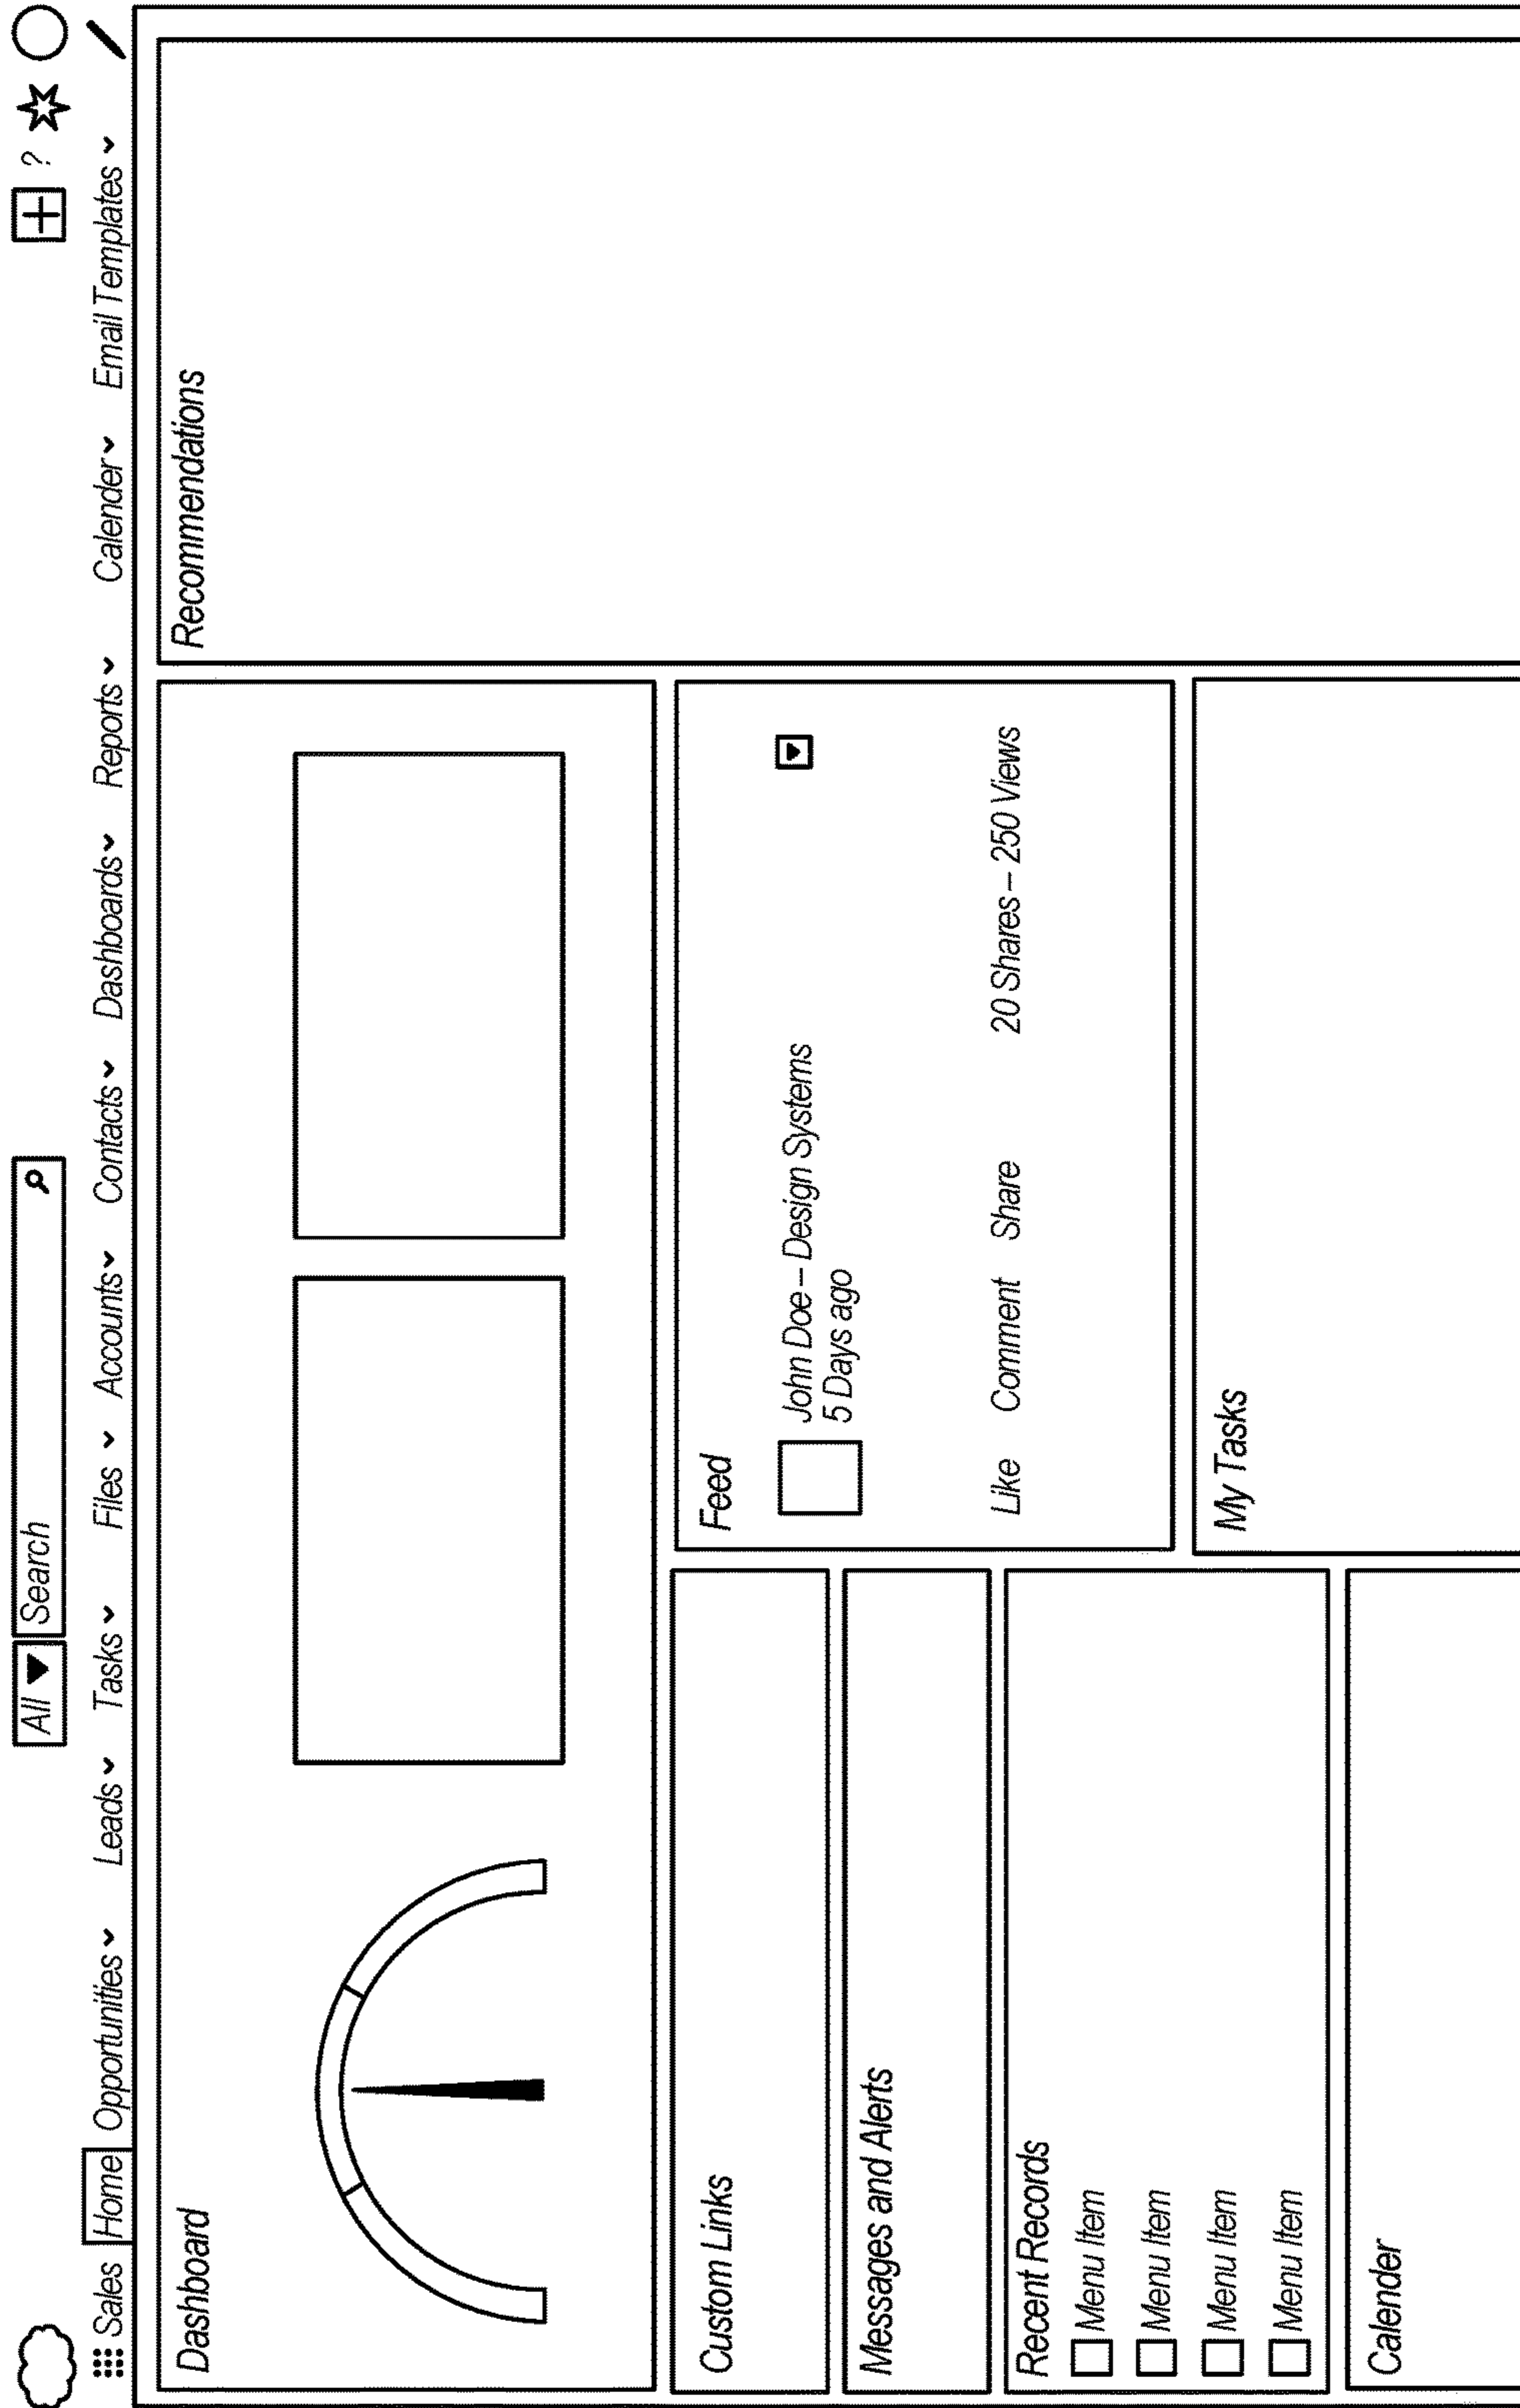 All Search ?
Sales Home Opportunities Leads Tasks Files Accounts Contacts Dashboards Reports Calender Email Templates
Dashboard
Recommendations
Custom Links
Messages and Alerts
Recent Records
Menu Item
Menu Item
Menu Item
Menu Item
Calender
Feed
John Doe – Design Systems
5 Days ago
Like Comment Share 20 Shares – 250 Views
My Tasks